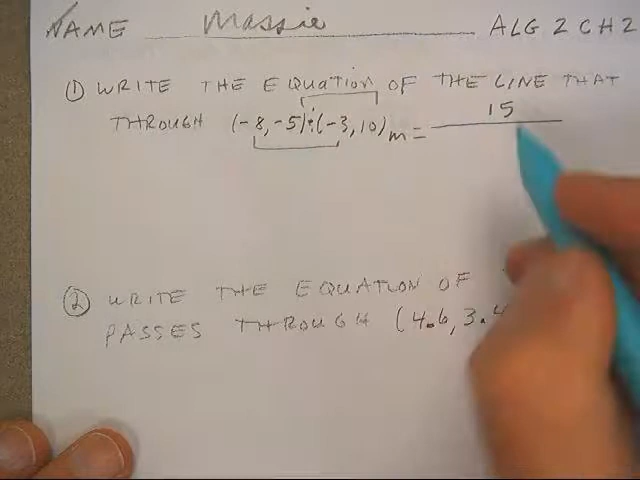 NAME Massie ALG 2 CH 2
① WRITE THE EQUATION OF THE LINE THAT
THROUGH (-8, -5) ; (-3, 10) m = 15
② WRITE THE EQUATION OF
PASSES THROUGH (4.6, 3.4